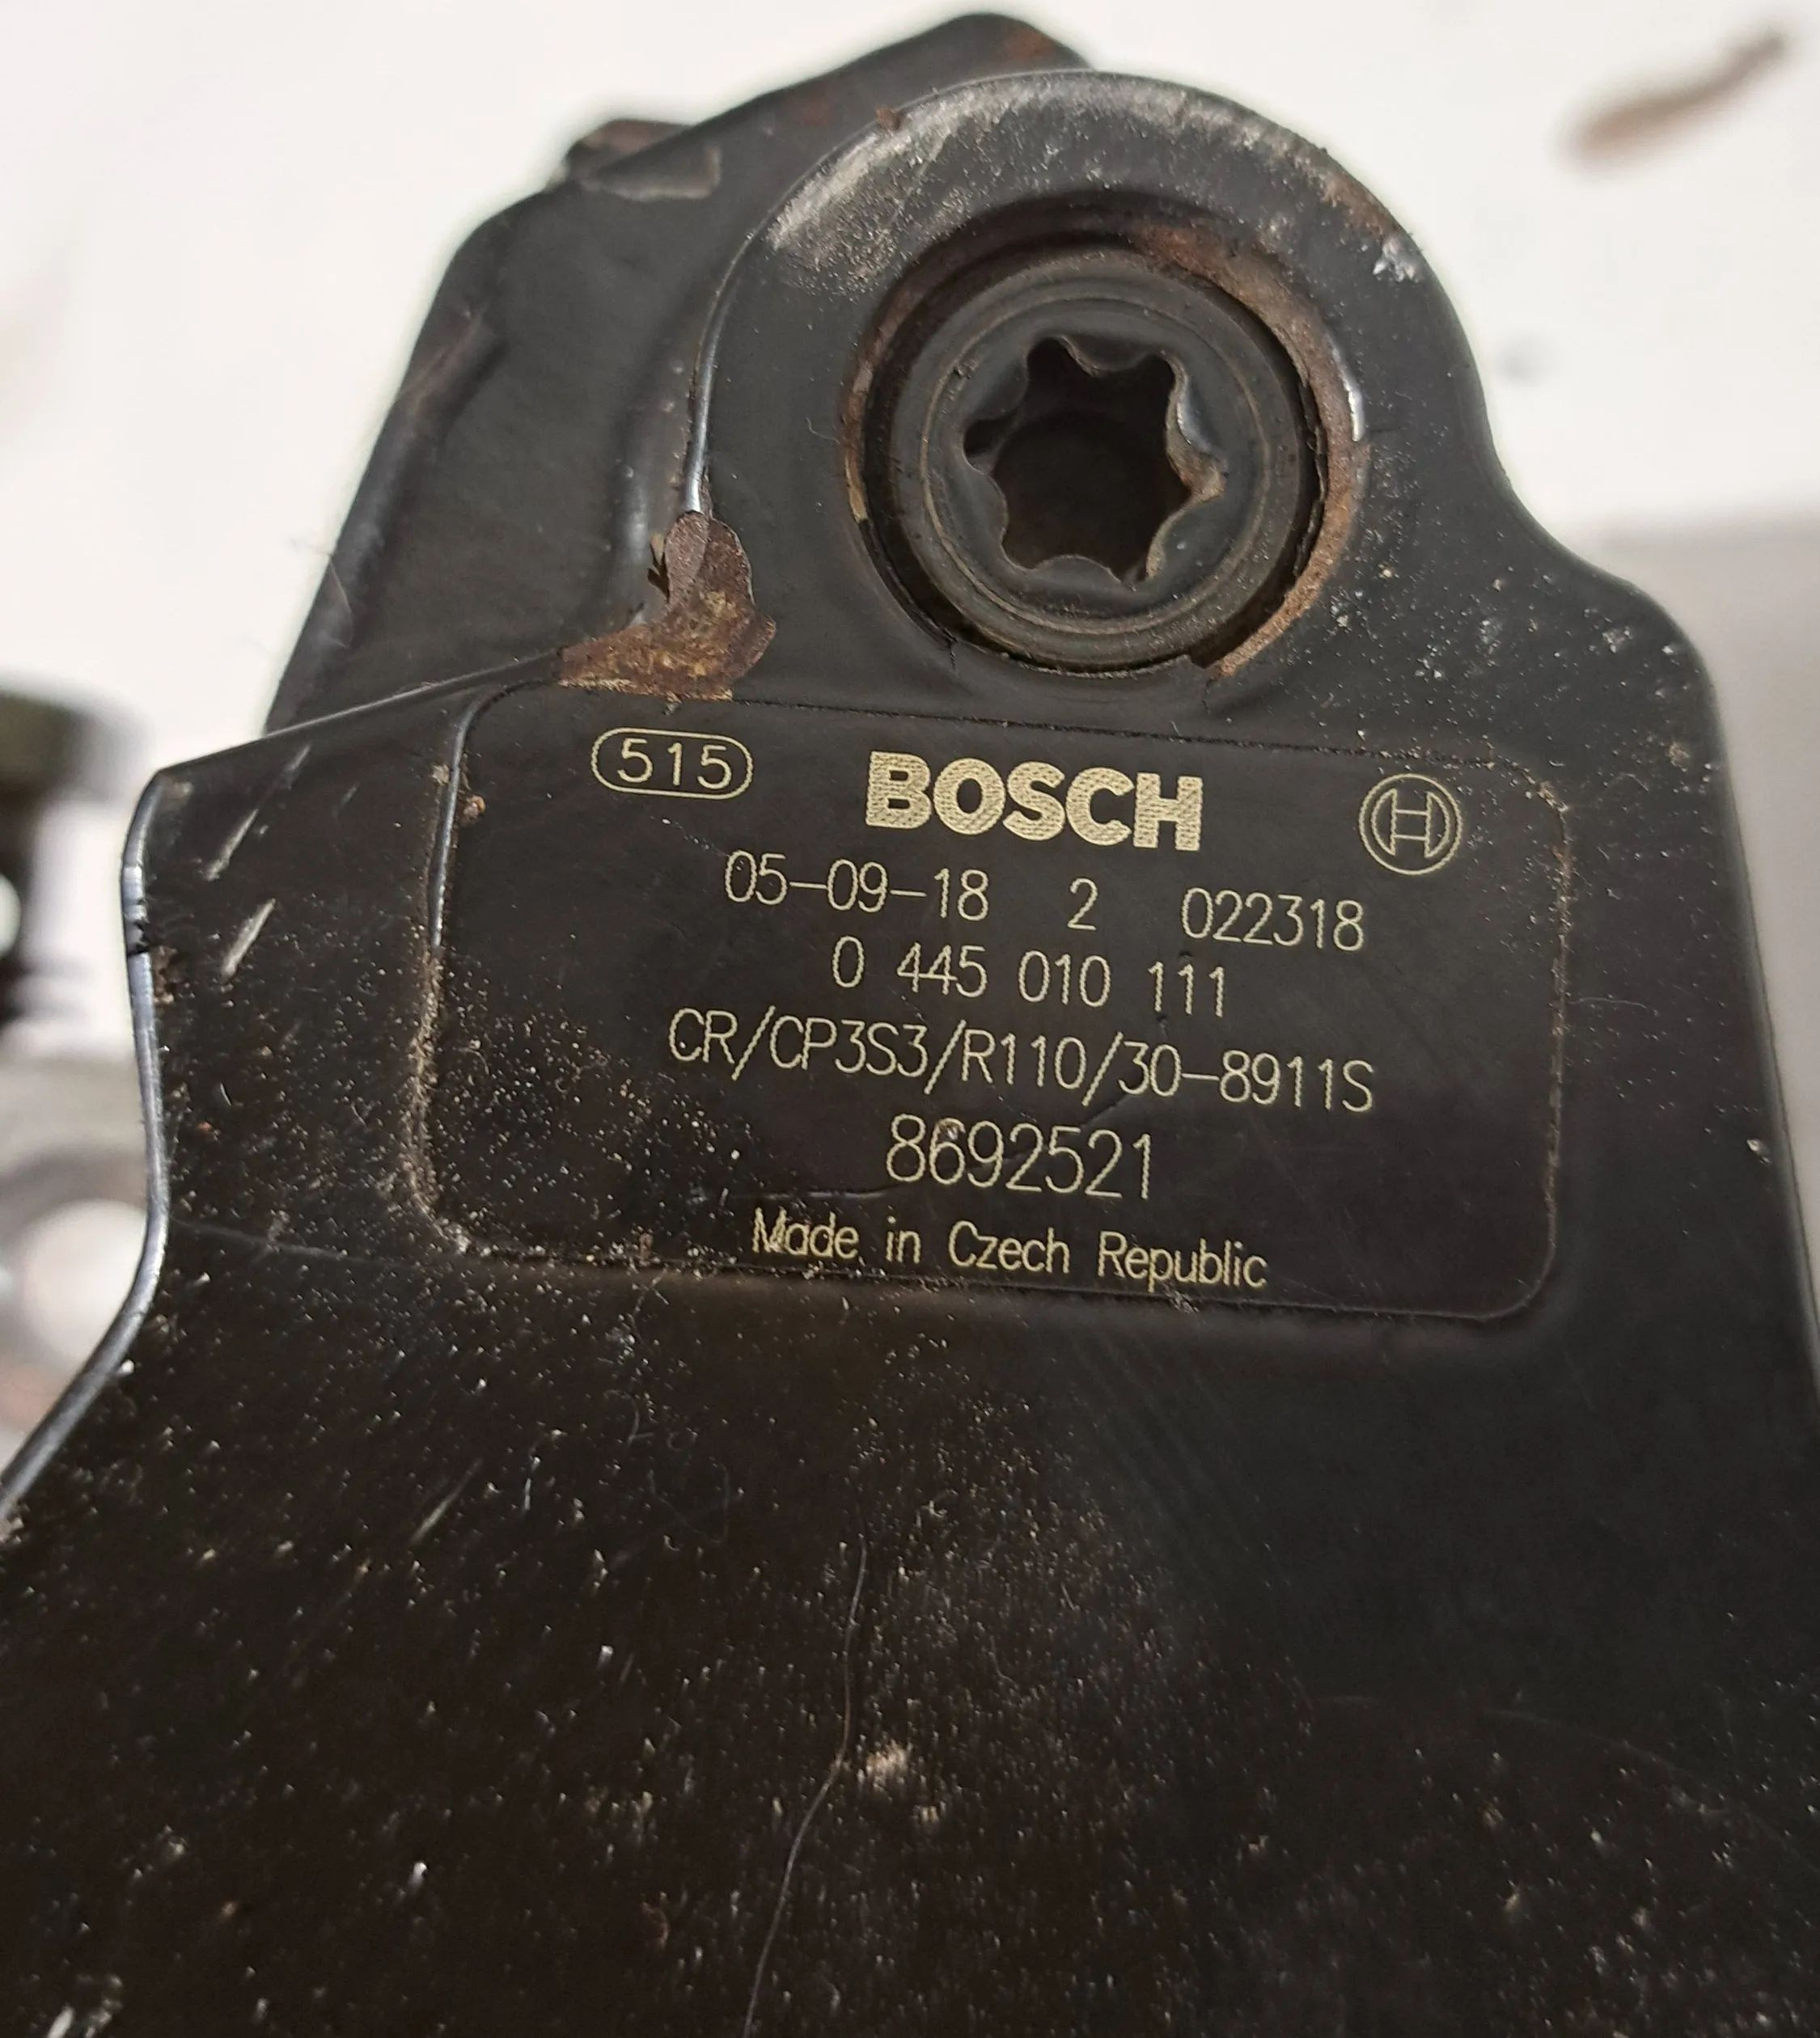 515 BOSCH
05-09-18 2 022318
0 445 010 111
CR/CP3S3/R110/30-8911S
8692521
Made in Czech Republic